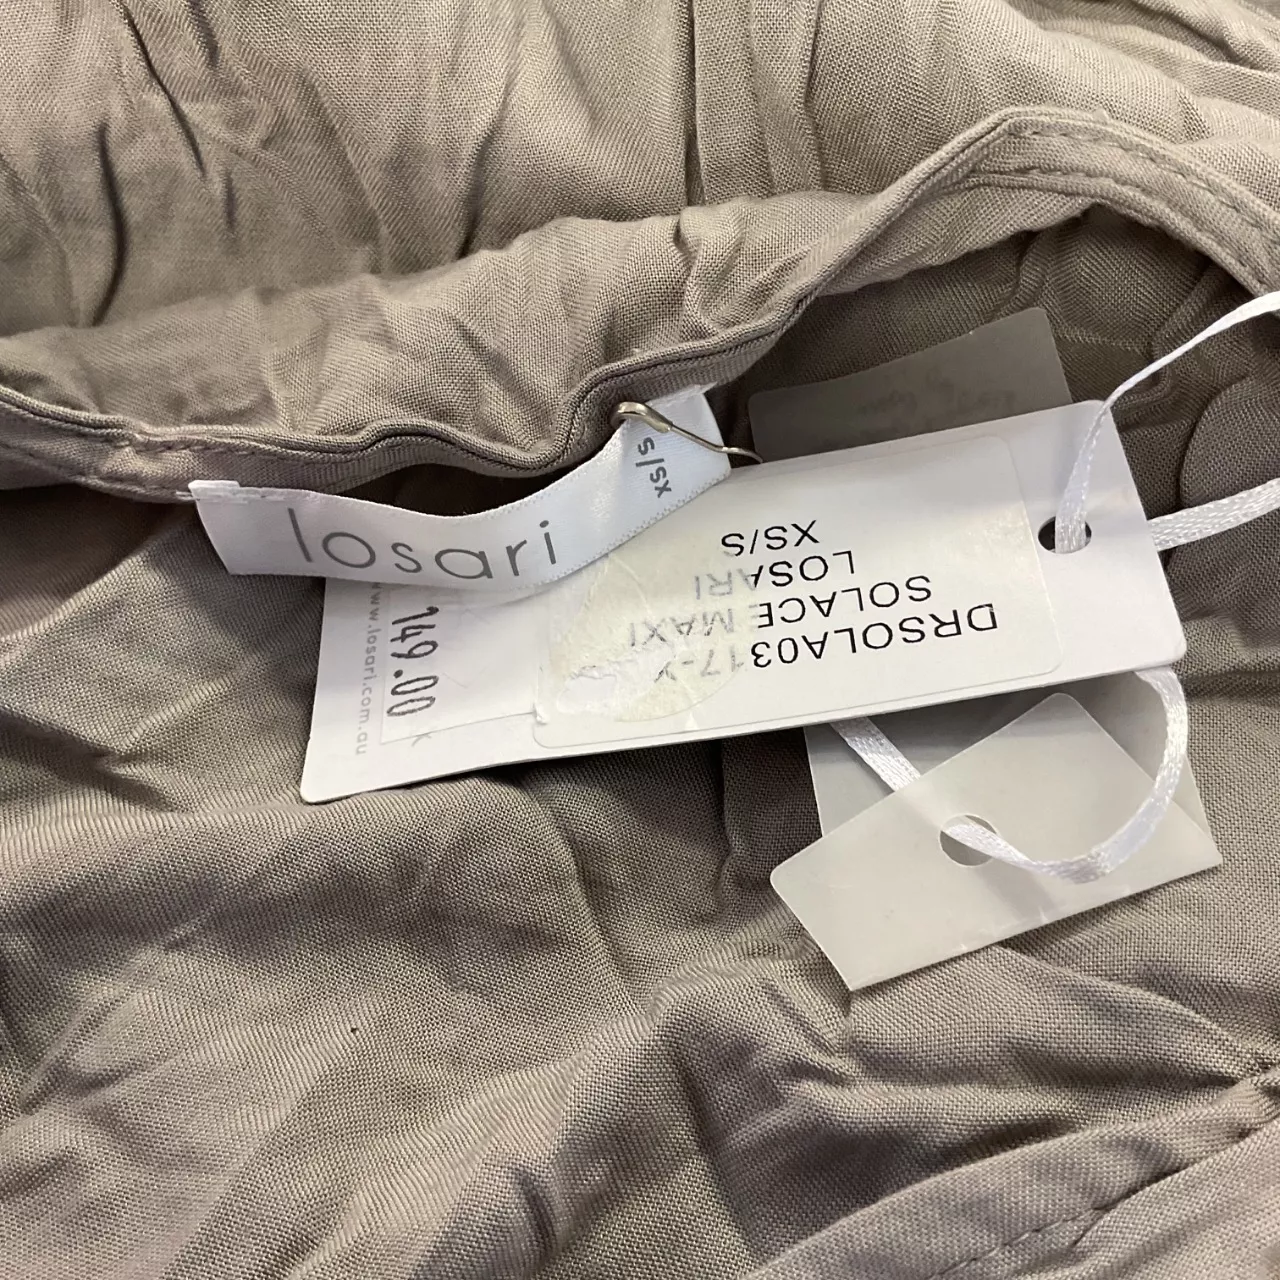 losari
xs/s
DRSOLA0317-X
SOLACE MAXI
LOSARI
XS/S
149.00
www.losari.com.au